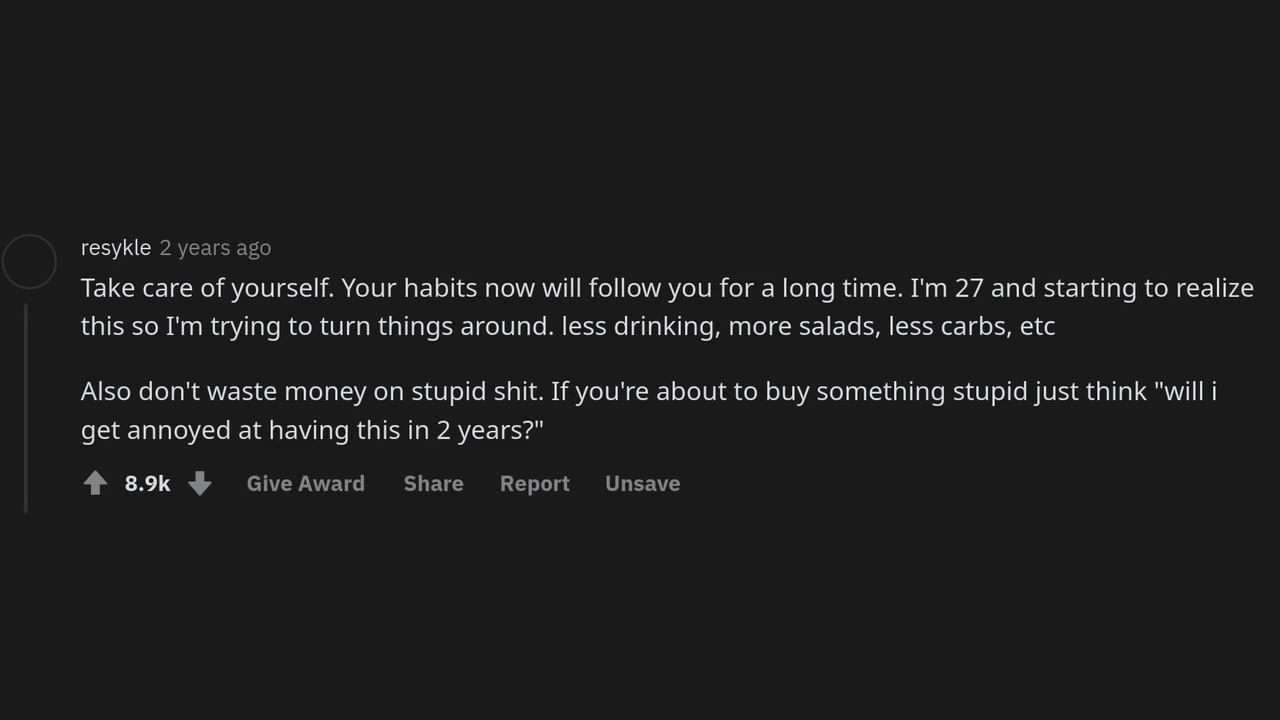 resykle 2 years ago
Take care of yourself. Your habits now will follow you for a long time. I'm 27 and starting to realize
this so I'm trying to turn things around. less drinking, more salads, less carbs, etc
Also don't waste money on stupid shit. If you're about to buy something stupid just think "will i
get annoyed at having this in 2 years?"
8.9k Give Award Share Report Unsave